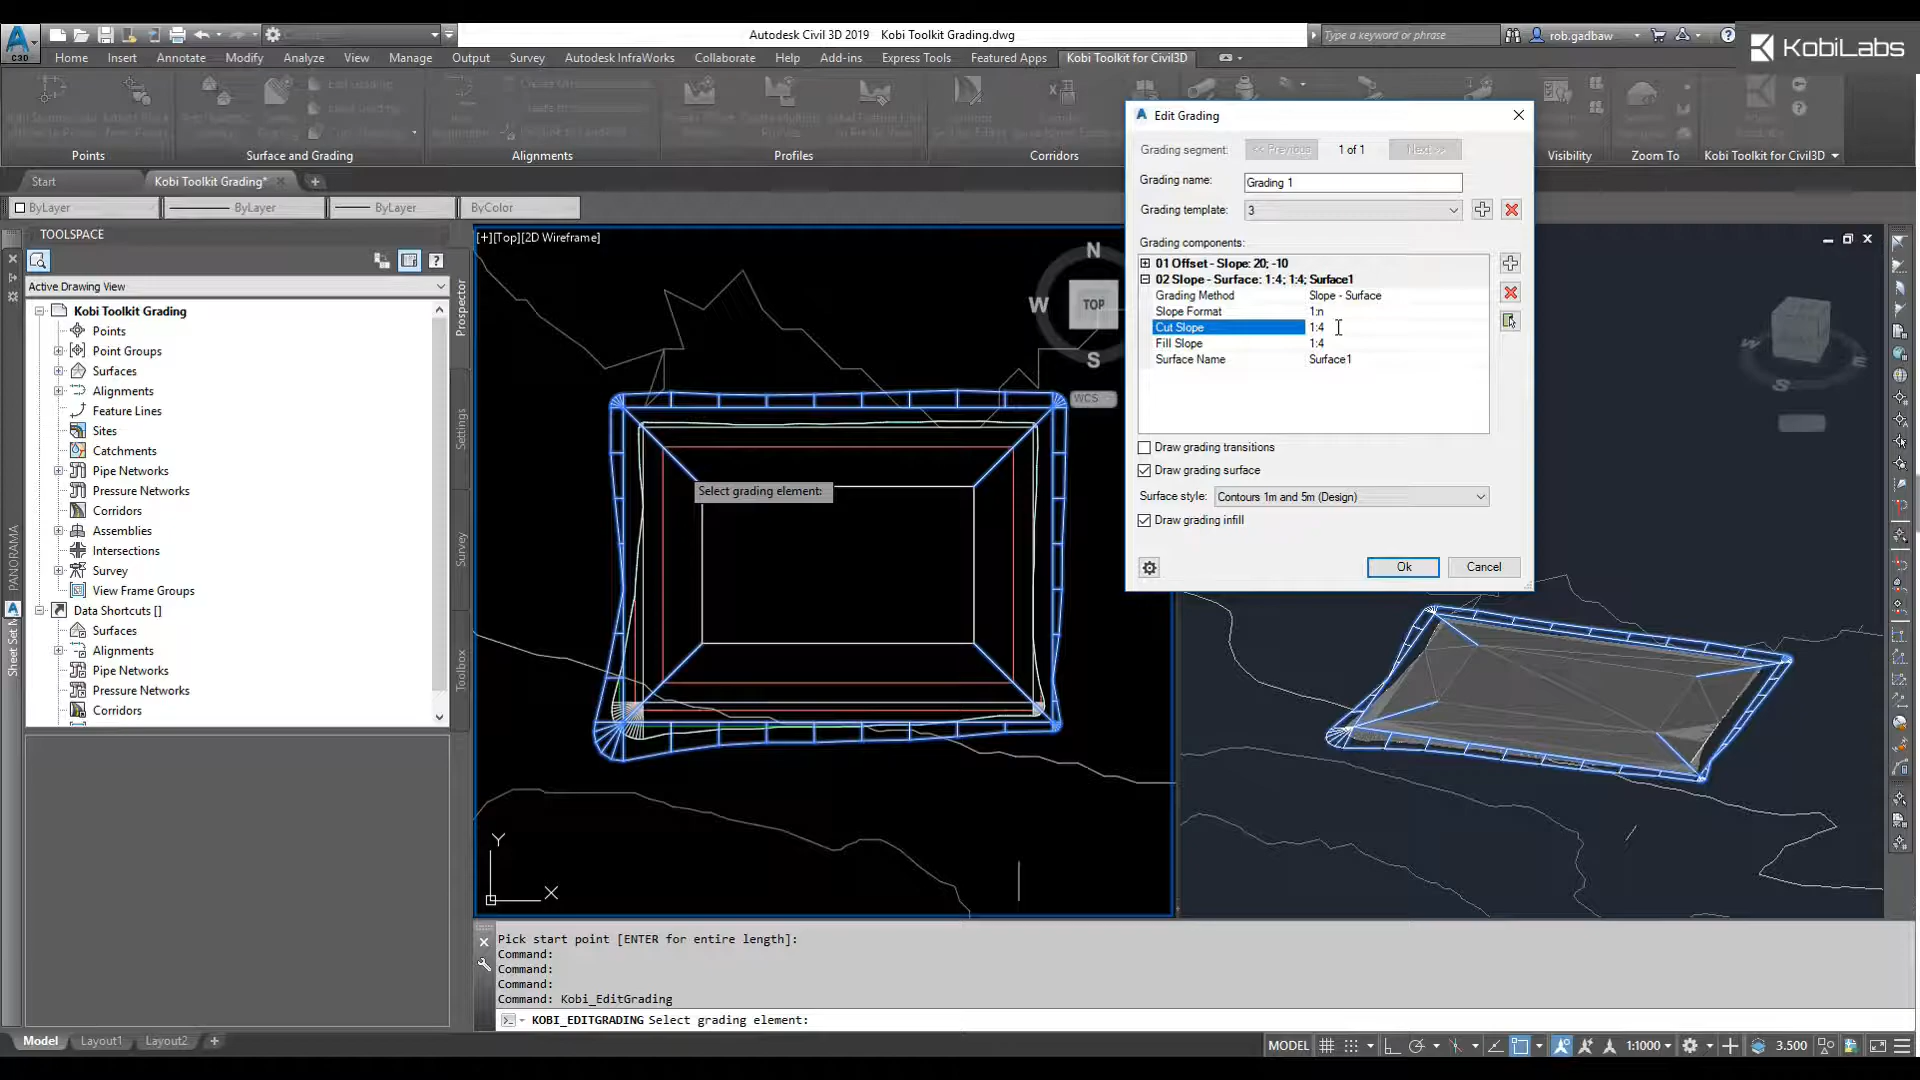 Autodesk Civil 3D 2019 Kobi Toolkit Grading.dwg
Type a keyword or phrase
rob.gadbaw
KobiLabs
C3D
Home Insert Annotate Modify Analyze View Manage Output Survey Autodesk InfraWorks Collaborate Help Add-ins Express Tools Featured Apps Kobi Toolkit for Civil3D
Points Surface and Grading Alignments Profiles Corridors Visibility Zoom To Kobi Toolkit for Civil3D
Start Kobi Toolkit Grading*
ByLayer ByLayer ByLayer ByColor
TOOLSPACE
Active Drawing View
Kobi Toolkit Grading
Points
Point Groups
Surfaces
Alignments
Feature Lines
Sites
Catchments
Pipe Networks
Pressure Networks
Corridors
Assemblies
Intersections
Survey
View Frame Groups
Data Shortcuts []
Surfaces
Alignments
Pipe Networks
Pressure Networks
Corridors
Prospector
Settings
Survey
Toolbox
PANORAMA
Sheet Set M
[+][Top][2D Wireframe]
N
W TOP
S
WCS
Select grading element:
Y
X
W E
S
Edit Grading
Grading segment: << Previous 1 of 1 Next >>
Grading name: Grading 1
Grading template: 3
Grading components:
01 Offset - Slope: 20; -10
02 Slope - Surface: 1:4; 1:4; Surface1
Grading Method Slope - Surface
Slope Format 1:n
Cut Slope 1:4
Fill Slope 1:4
Surface Name Surface1
Draw grading transitions
Draw grading surface
Surface style: Contours 1m and 5m (Design)
Draw grading infill
Ok Cancel
Pick start point [ENTER for entire length]:
Command:
Command:
Command:
Command: Kobi_EditGrading
KOBI_EDITGRADING Select grading element:
Model Layout1 Layout2 +
MODEL 1:1000 3.500